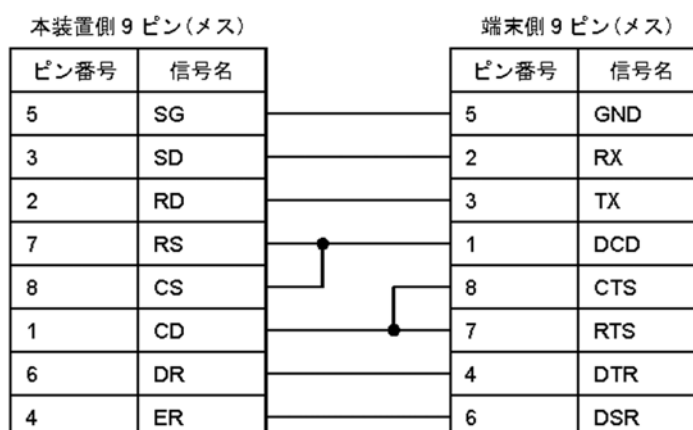 本装置側 9 ピン(メス) 端末側 9 ピン(メス)
ピン番号 信号名 ピン番号 信号名
5 SG 5 GND
3 SD 2 RX
2 RD 3 TX
7 RS 1 DCD
8 CS 8 CTS
1 CD 7 RTS
6 DR 4 DTR
4 ER 6 DSR